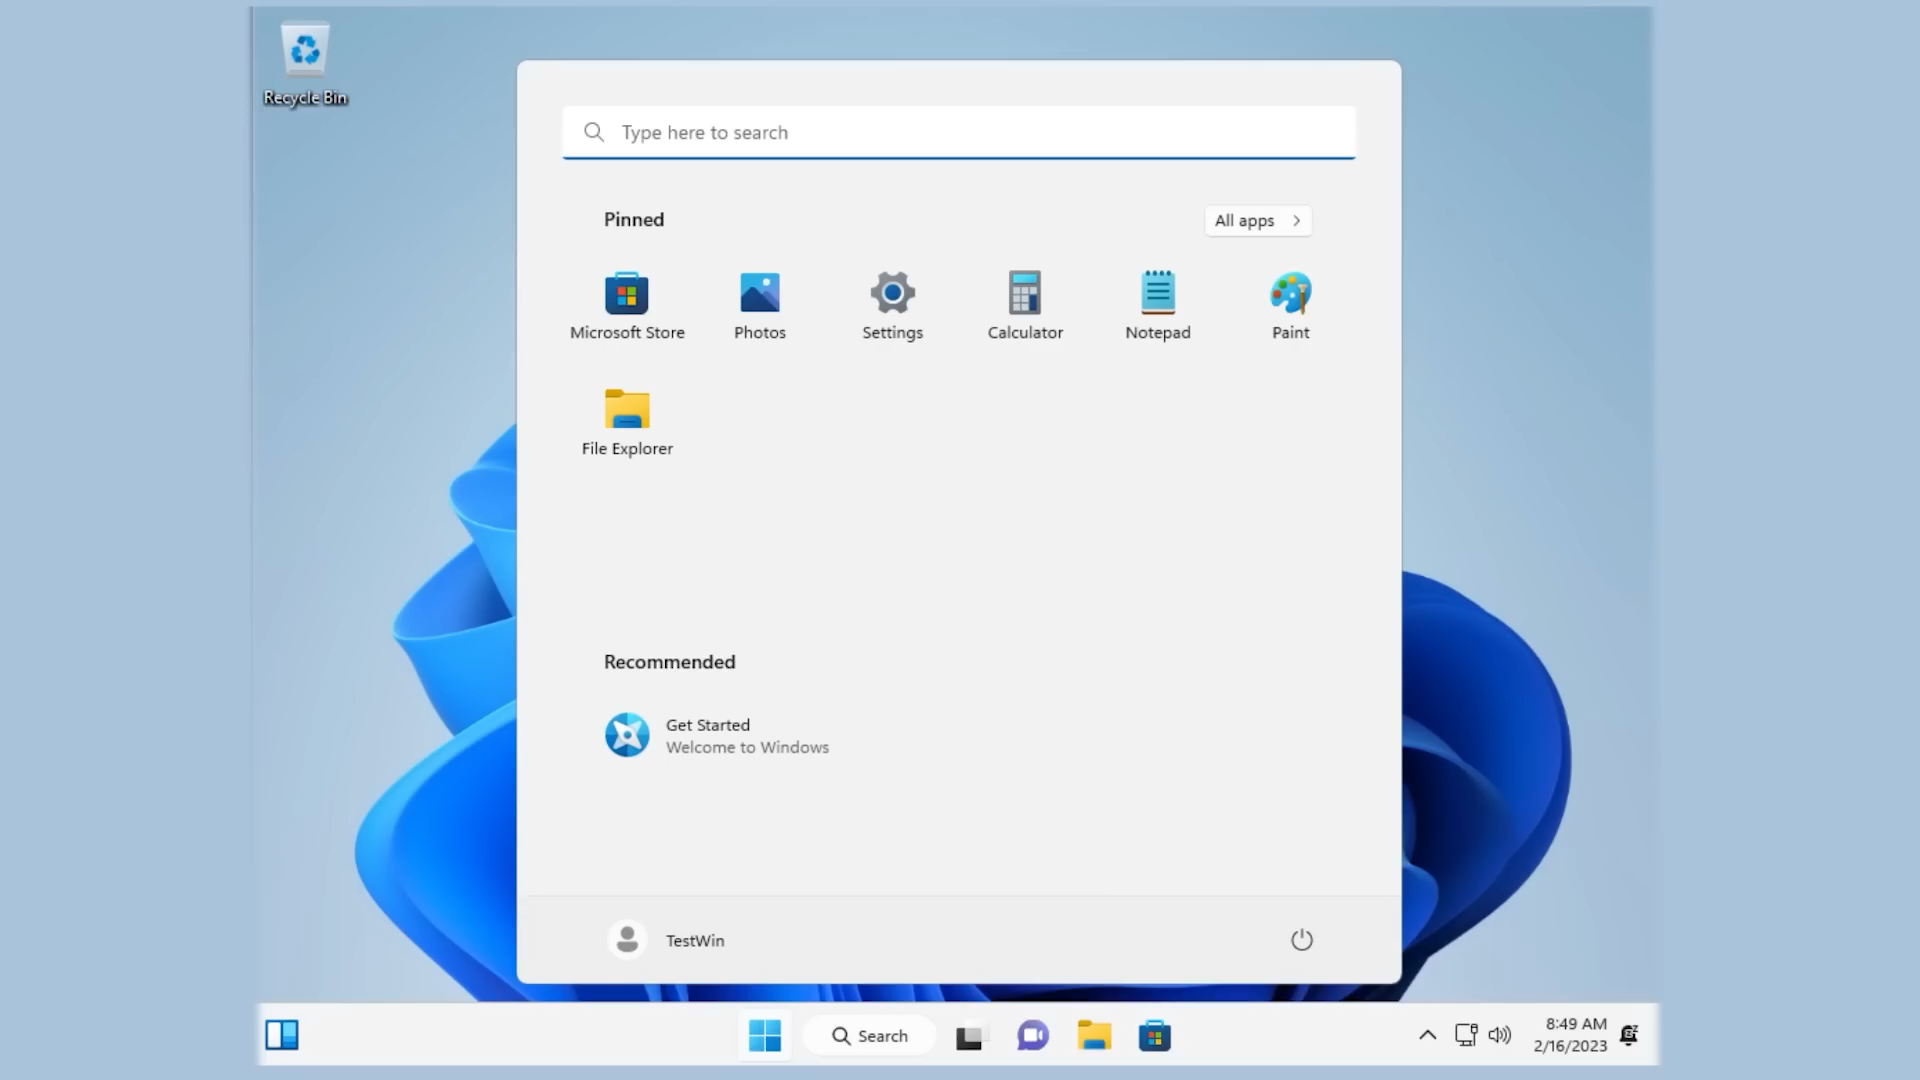 Recycle Bin
Type here to search
Pinned
All apps
Microsoft Store
Photos
Settings
Calculator
Notepad
Paint
File Explorer
Recommended
Get Started
Welcome to Windows
TestWin
Search
8:49 AM
2/16/2023